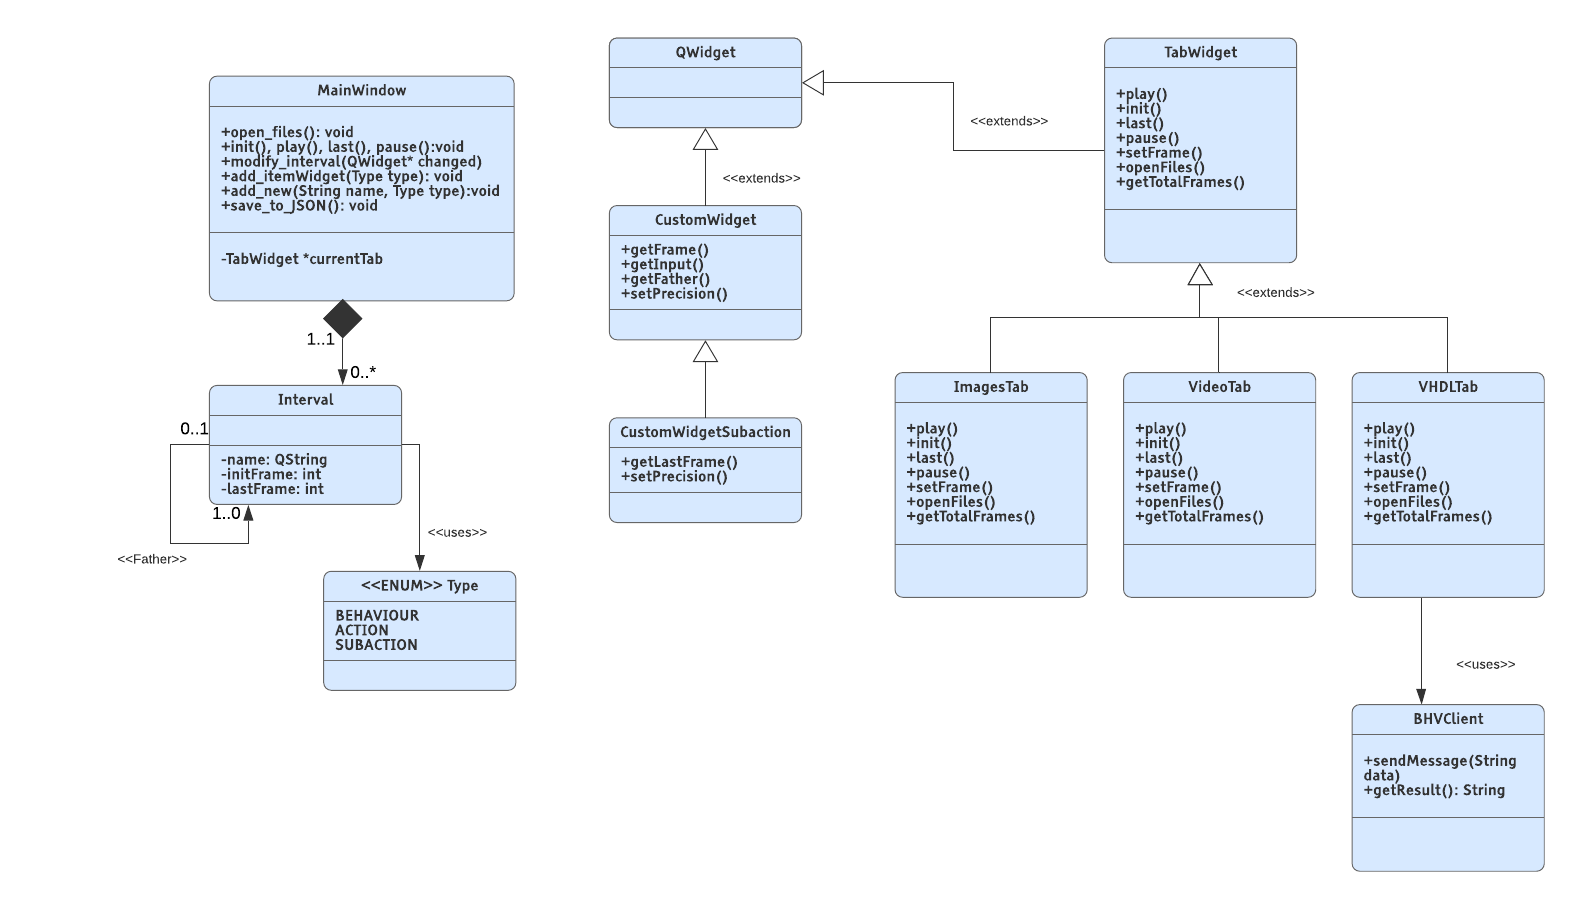 MainWindow
+open_files(): void
+init(), play(), last(), pause():void
+modify_interval(QWidget* changed)
+add_itemWidget(Type type): void
+add_new(String name, Type type):void
+save_to_JSON(): void
-TabWidget *currentTab
1..1
0..*
Interval
-name: QString
-initFrame: int
-lastFrame: int
0..1
1..0
<<Father>>
<<uses>>
<<ENUM>> Type
BEHAVIOUR
ACTION
SUBACTION
QWidget
<<extends>>
CustomWidget
+getFrame()
+getInput()
+getFather()
+setPrecision()
CustomWidgetSubaction
+getLastFrame()
+setPrecision()
<<extends>>
TabWidget
+play()
+init()
+last()
+pause()
+setFrame()
+openFiles()
+getTotalFrames()
<<extends>>
ImagesTab
+play()
+init()
+last()
+pause()
+setFrame()
+openFiles()
+getTotalFrames()
VideoTab
+play()
+init()
+last()
+pause()
+setFrame()
+openFiles()
+getTotalFrames()
VHDLTab
+play()
+init()
+last()
+pause()
+setFrame()
+openFiles()
+getTotalFrames()
<<uses>>
BHVClient
+sendMessage(String
data)
+getResult(): String